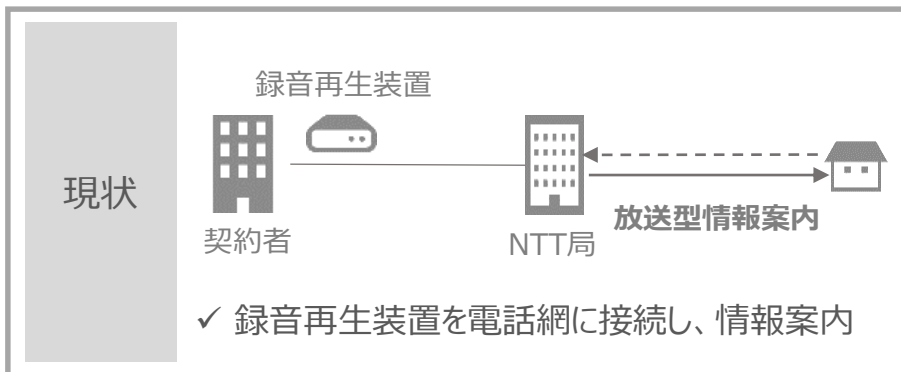 現状
録音再生装置
契約者
NTT局
放送型情報案内
✓ 録音再生装置を電話網に接続し、情報案内